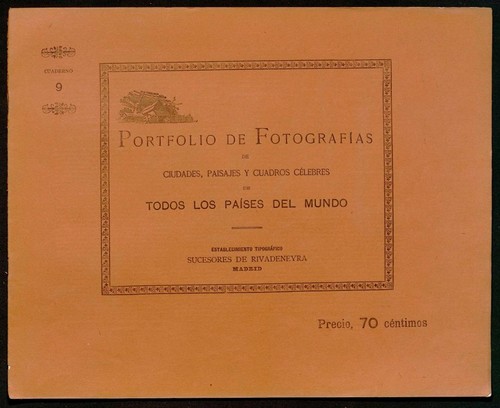 CUADERNO
9
PORTFOLIO DE FOTOGRAFÍAS
DE
CIUDADES, PAISAJES Y CUADROS CÉLEBRES
DE
TODOS LOS PAÍSES DEL MUNDO
ESTABLECIMIENTO TIPOGRÁFICO
SUCESORES DE RIVADENEYRA
MADRID
Precio, 70 céntimos